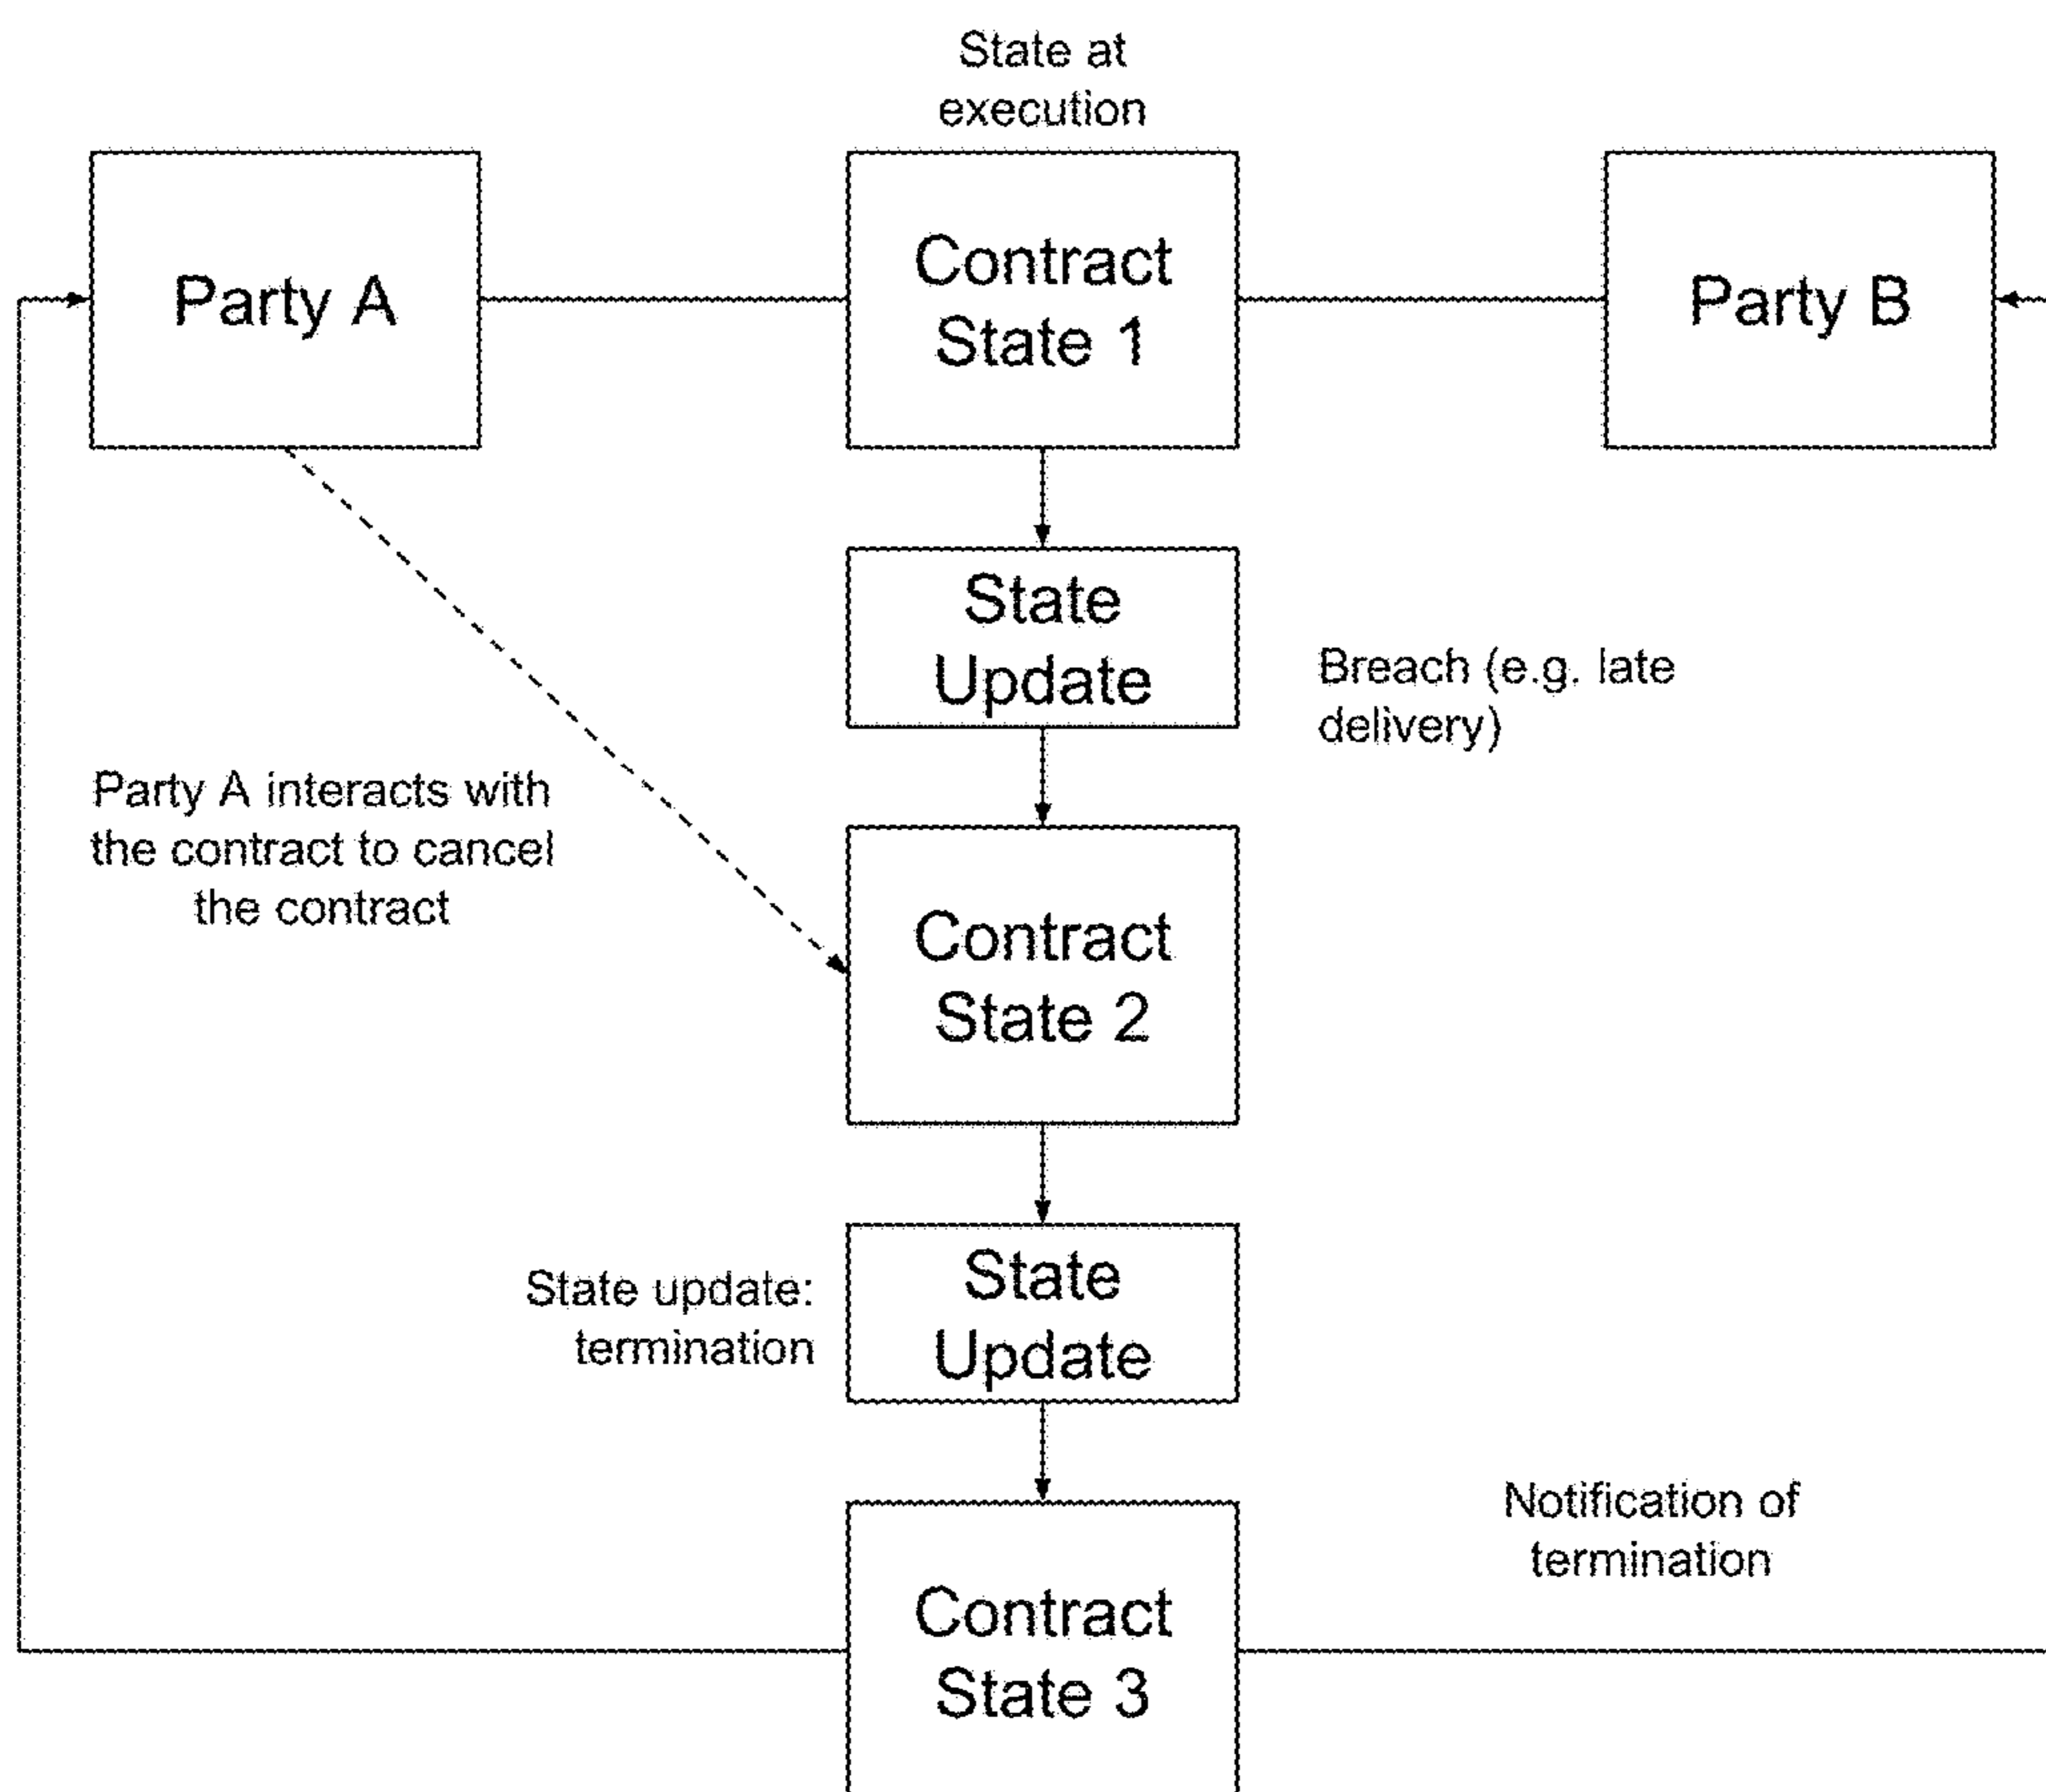 State at
execution
Party A
Contract
State 1
Party B
State
Update
Breach (e.g. late
delivery)
Party A interacts with
the contract to cancel
the contract
Contract
State 2
State update:
termination
State
Update
Notification of
termination
Contract
State 3